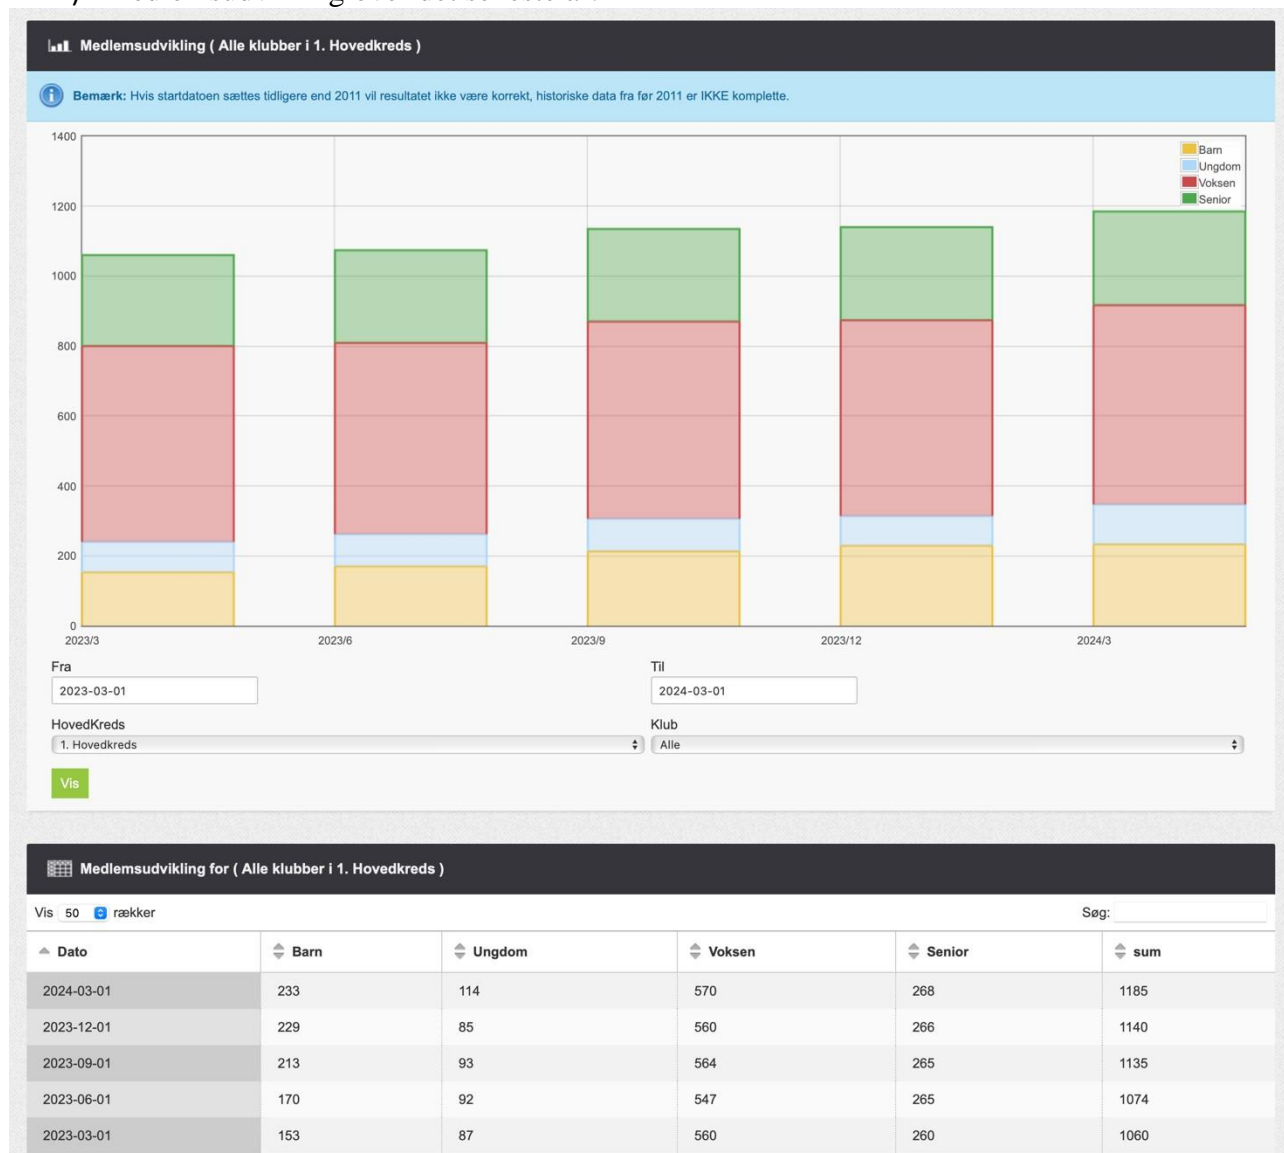 Medlemsudvikling ( Alle klubber i 1. Hovedkreds )
Bemærk: Hvis startdatoen sættes tidligere end 2011 vil resultatet ikke være korrekt, historiske data fra før 2011 er IKKE komplette.
1400
1200
1000
800
600
400
200
0
Barn
Ungdom
Voksen
Senior
2023/3 2023/6 2023/9 2023/12 2024/3
Fra Til
2023-03-01 2024-03-01
HovedKreds Klub
1. Hovedkreds Alle
Vis
Medlemsudvikling for ( Alle klubber i 1. Hovedkreds )
Vis 50 rækker Søg:
Dato Barn Ungdom Voksen Senior sum
2024-03-01 233 114 570 268 1185
2023-12-01 229 85 560 266 1140
2023-09-01 213 93 564 265 1135
2023-06-01 170 92 547 265 1074
2023-03-01 153 87 560 260 1060